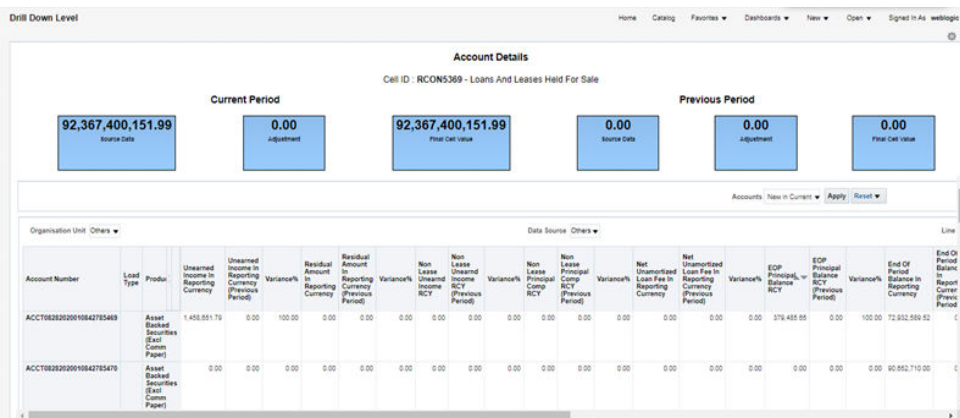 Drill Down Level
Home Catalog Favorites ▼ Dashboards ▼ New ▼ Open ▼ Signed In As weblogic
Account Details
Cell ID : RCON5369 - Loans And Leases Held For Sale
Current Period
Previous Period
92,367,400,151.99
Source Data
0.00
Adjustment
92,367,400,151.99
Final Cell Value
0.00
Source Data
0.00
Adjustment
0.00
Final Cell Value
Accounts New in Current ▼ Apply Reset ▼
Organisation Unit Others ▼
Data Source Others ▼
Line
Account Number
Load Type
Produ
Unearned Income In Reporting Currency
Unearned Income In Reporting Currency (Previous Period)
Variance%
Residual Amount In Reporting Currency
Residual Amount In Reporting Currency (Previous Period)
Variance%
Non Lease Unearnd Income RCY
Non Lease Unearnd Income RCY (Previous Period)
Variance%
Non Lease Principal Comp RCY
Non Lease Principal Comp RCY (Previous Period)
Variance%
Net Unamortized Loan Fee In Reporting Currency
Net Unamortized Loan Fee In Reporting Currency (Previous Period)
Variance%
EOP Principal Balance RCY
EOP Principal Balance RCY (Previous Period)
Variance%
End Of Period Balance In Reporting Currency
End Of Period Balanc In Report Curren (Previc Period
ACCT08282020010842785469
Asset Backed Securities (Excl Comm Paper)
1,458,651.79 0.00 100.00 0.00 0.00 0.00 0.00 0.00 0.00 0.00 0.00 0.00 0.00 0.00 0.00 379,485.65 0.00 100.00 72,932,589.52
ACCT08282020010842785470
Asset Backed Securities (Excl Comm Paper)
0.00 0.00 0.00 0.00 0.00 0.00 0.00 0.00 0.00 0.00 0.00 0.00 0.00 0.00 0.00 0.00 0.00 0.00 90,662,710.00